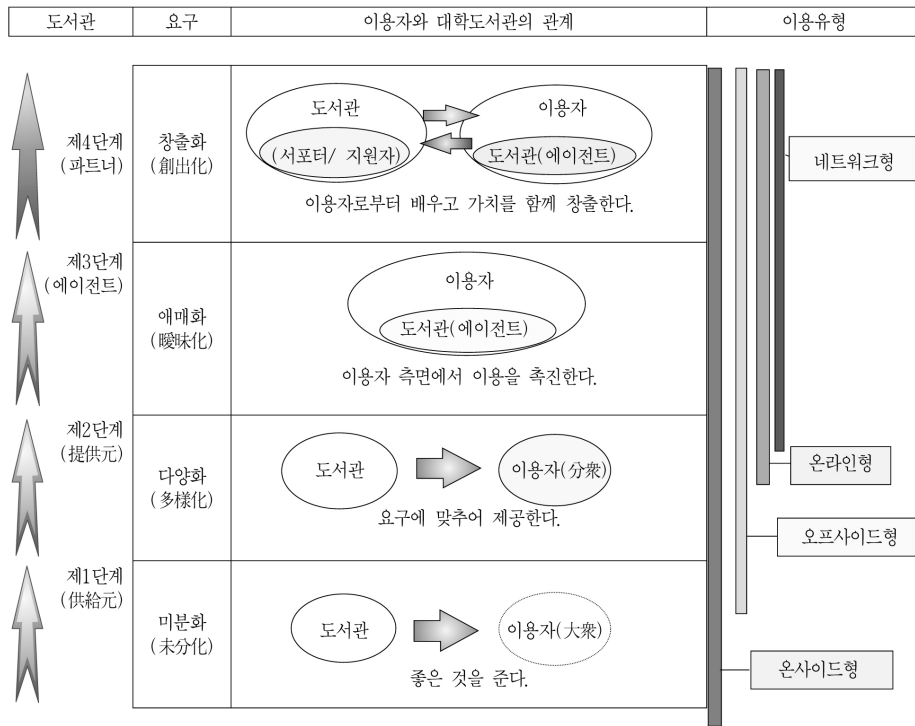 도서관
요구
이용자와 대학도서관의 관계
이용유형
제4단계
(파트너)
창출화
(創出化)
도서관
(서포터/ 지원자)
이용자
도서관(에이전트)
이용자로부터 배우고 가치를 함께 창출한다.
네트워크형
제3단계
(에이전트)
애매화
(曖昧化)
이용자
도서관(에이전트)
이용자 측면에서 이용을 촉진한다.
제2단계
(提供元)
다양화
(多様化)
도서관
이용자(分衆)
요구에 맞추어 제공한다.
온라인형
오프사이드형
제1단계
(供給元)
미분화
(未分化)
도서관
이용자(大衆)
좋은 것을 준다.
온사이드형